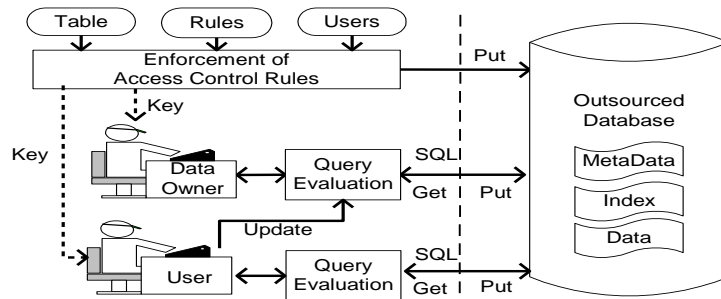 Table
Rules
Users
Enforcement of
Access Control Rules
Put
Key
Key
Outsourced
Database
MetaData
Index
Data
Data
Owner
Query
Evaluation
SQL
Get
Put
Update
User
Query
Evaluation
SQL
Get
Put